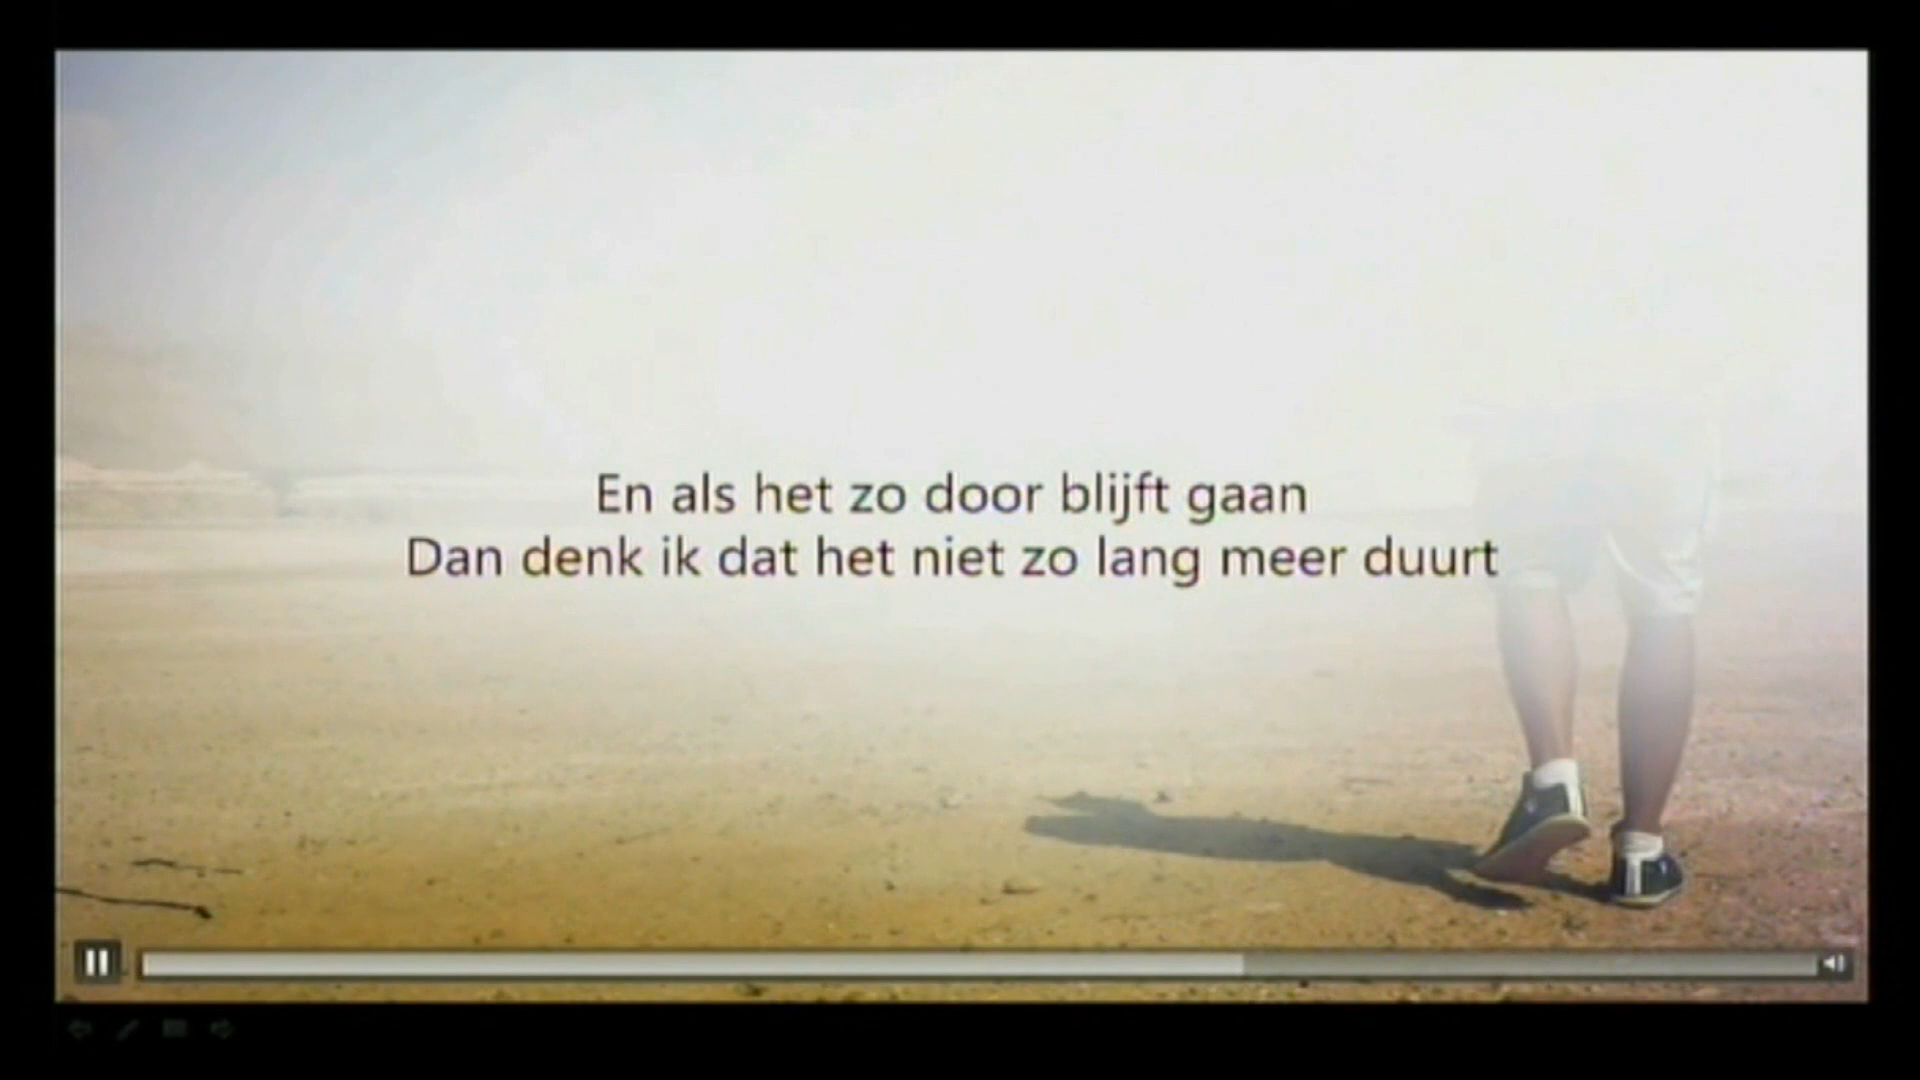 En als het zo door blijft gaan
Dan denk ik dat het niet zo lang meer duurt